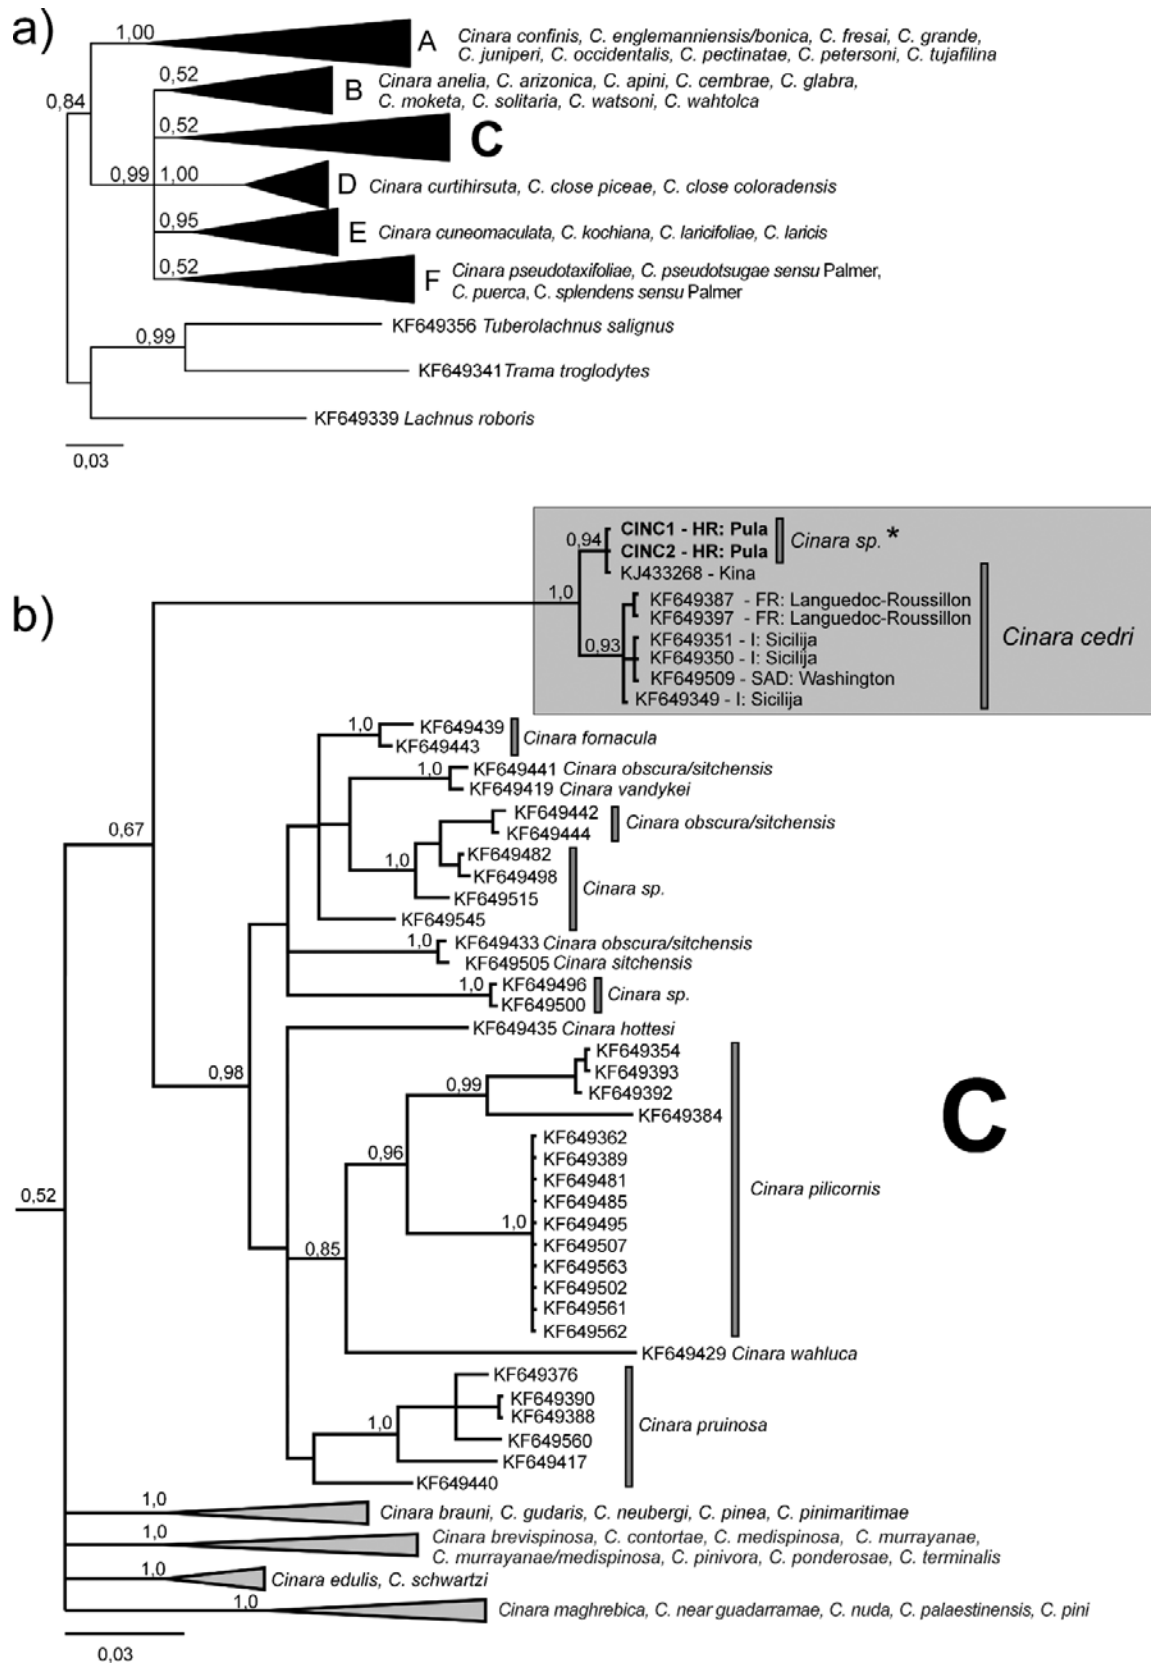 a)
1,00
A
Cinara confinis, C. englemanniensis/bonica, C. fresai, C. grande,
C. juniperi, C. occidentalis, C. pectinatae, C. petersoni, C. tujafilina
0,84
0,52
B
Cinara anelia, C. arizonica, C. apini, C. cembrae, C. glabra,
C. moketa, C. solitaria, C. watsoni, C. wahtolca
0,52
C
0,99
1,00
D
Cinara curtihirsuta, C. close piceae, C. close coloradensis
0,95
E
Cinara cuneomaculata, C. kochiana, C. laricifoliae, C. laricis
0,52
F
Cinara pseudotaxifoliae, C. pseudotsugae sensu Palmer,
C. puerca, C. splendens sensu Palmer
0,99
KF649356 Tuberolachnus salignus
KF649341 Trama troglodytes
KF649339 Lachnus roboris
0,03
b)
CINC1 - HR: Pula
CINC2 - HR: Pula
Cinara sp. *
0,94
KJ433268 - Kina
1,0
KF649387 - FR: Languedoc-Roussillon
KF649397 - FR: Languedoc-Roussillon
KF649351 - I: Sicilija
0,93
KF649350 - I: Sicilija
KF649509 - SAD: Washington
KF649349 - I: Sicilija
Cinara cedri
1,0
KF649439
KF649443
Cinara fornacula
1,0
KF649441 Cinara obscura/sitchensis
KF649419 Cinara vandykei
KF649442
KF649444
Cinara obscura/sitchensis
0,67
1,0
KF649482
KF649498
KF649515
Cinara sp.
KF649545
1,0
KF649433 Cinara obscura/sitchensis
KF649505 Cinara sitchensis
1,0
KF649496
KF649500
Cinara sp.
KF649435 Cinara hottesi
0,98
0,99
KF649354
KF649393
KF649392
KF649384
0,96
KF649362
KF649389
KF649481
KF649485
1,0
KF649495
KF649507
KF649563
KF649502
KF649561
KF649562
Cinara pilicornis
C
0,52
0,85
KF649429 Cinara wahluca
KF649376
KF649390
KF649388
1,0
KF649560
KF649417
KF649440
Cinara pruinosa
1,0
Cinara brauni, C. gudaris, C. neubergi, C. pinea, C. pinimaritimae
1,0
Cinara brevispinosa, C. contortae, C. medispinosa, C. murrayanae,
C. murrayanae/medispinosa, C. pinivora, C. ponderosae, C. terminalis
1,0
Cinara edulis, C. schwartzi
1,0
Cinara maghrebica, C. near guadarramae, C. nuda, C. palaestinensis, C. pini
0,03